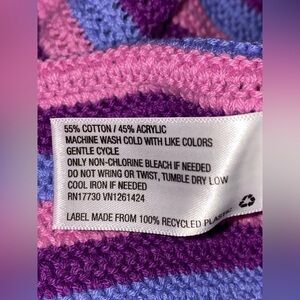 55% COTTON / 45% ACRYLIC
MACHINE WASH COLD WITH LIKE COLORS
GENTLE CYCLE
ONLY NON-CHLORINE BLEACH IF NEEDED
DO NOT WRING OR TWIST, TUMBLE DRY LOW
COOL IRON IF NEEDED
RN17730 VN1261424
LABEL MADE FROM 100% RECYCLED PLASTIC